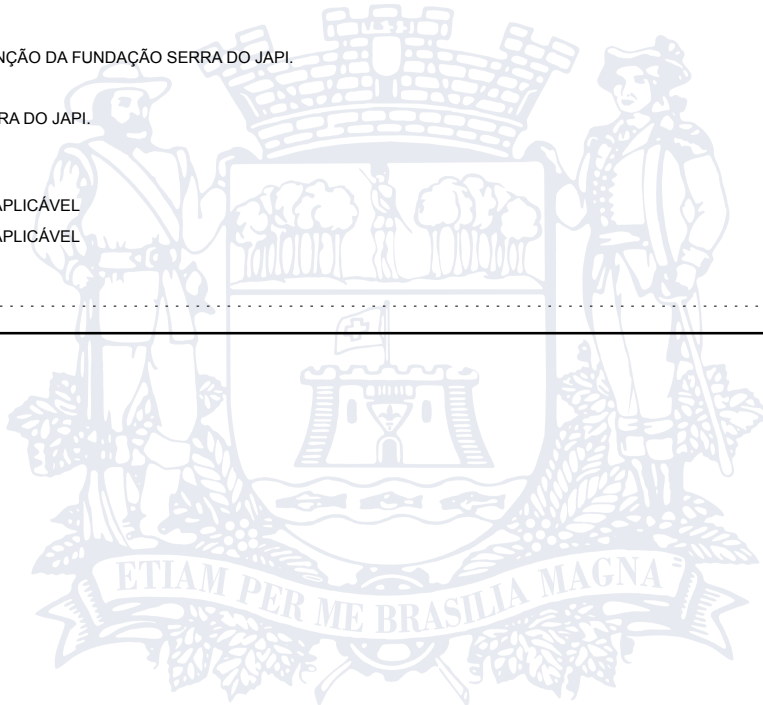 NÇÃO DA FUNDAÇÃO SERRA DO JAPI.
RA DO JAPI.
APLICÁVEL
APLICÁVEL
ETIAM PER ME BRASILIA MAGNA